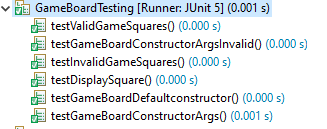 GameBoardTesting [Runner: JUnit 5] (0.001 s)
testValidGameSquares() (0.000 s)
testGameBoardConstructorArgsInvalid() (0.000 s)
testInvalidGameSquares() (0.000 s)
testDisplaySquare() (0.000 s)
testGameBoardDefaultconstructor() (0.000 s)
testGameBoardConstructorArgs() (0.001 s)